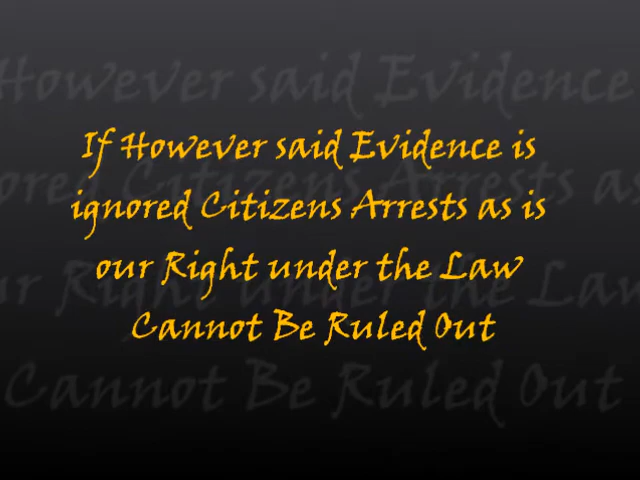 If However said Evidence is
ignored Citizens Arrests as is
our Right under the Law
Cannot Be Ruled Out